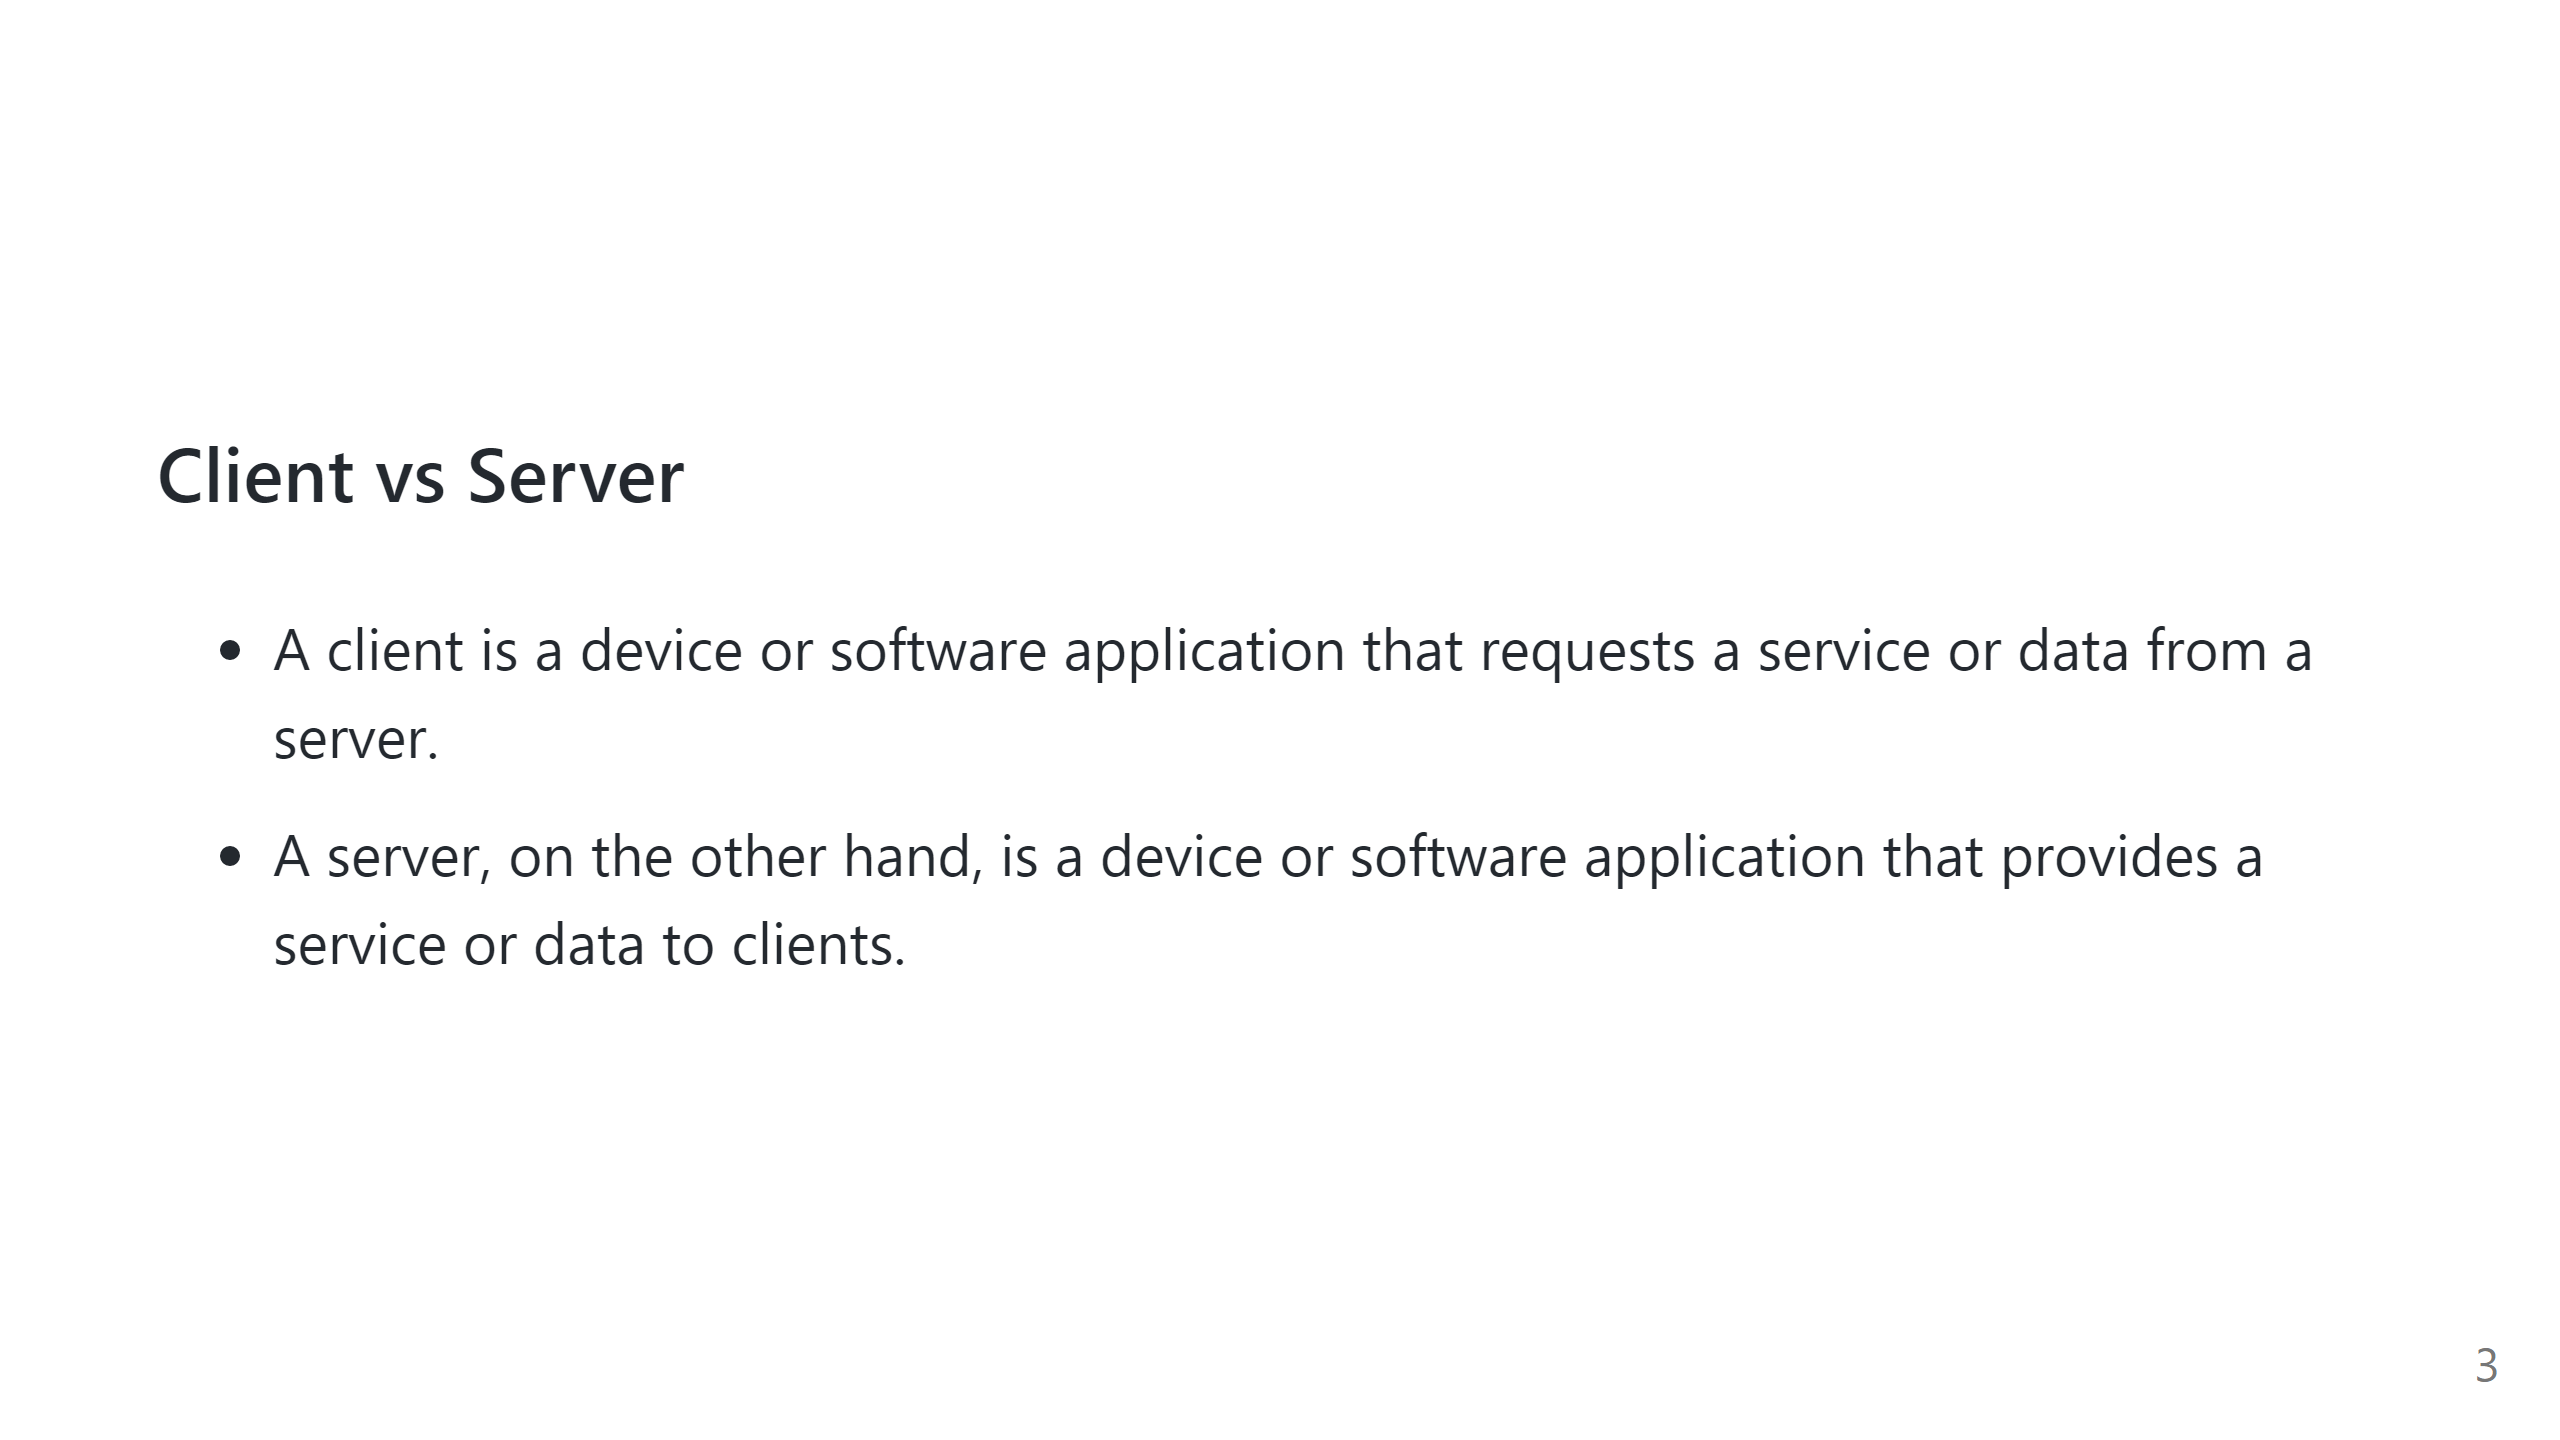 Client vs Server
• A client is a device or software application that requests a service or data from a
server.
• A server, on the other hand, is a device or software application that provides a
service or data to clients.
3